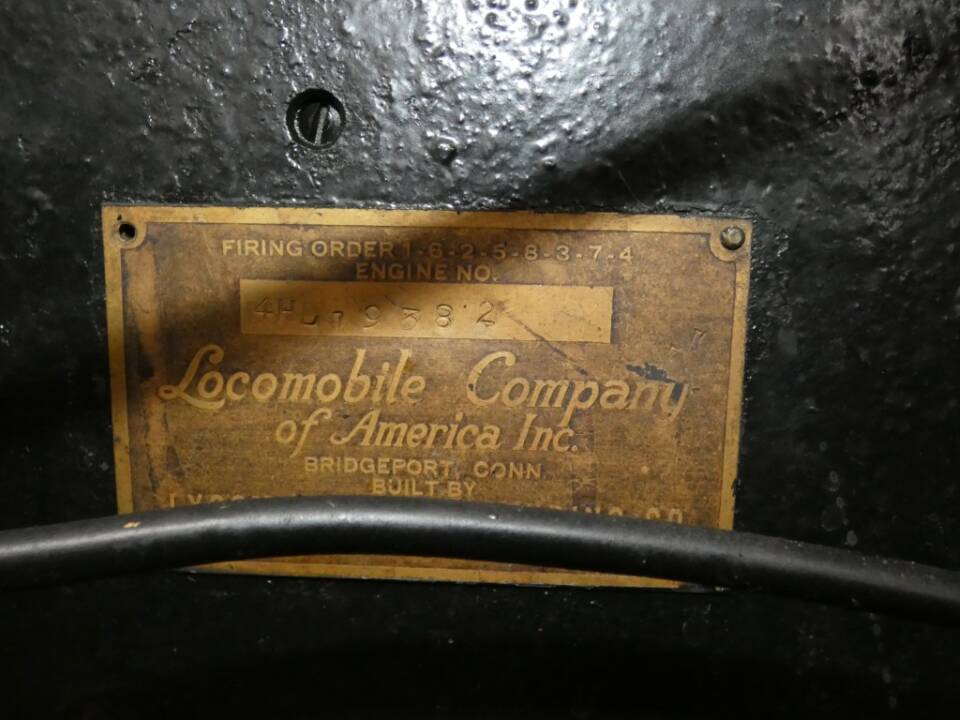 FIRING ORDER 1-6-2-5-8-3-7-4
ENGINE NO.
Locomobile Company
of America Inc.
BRIDGEPORT, CONN.
BUILT BY